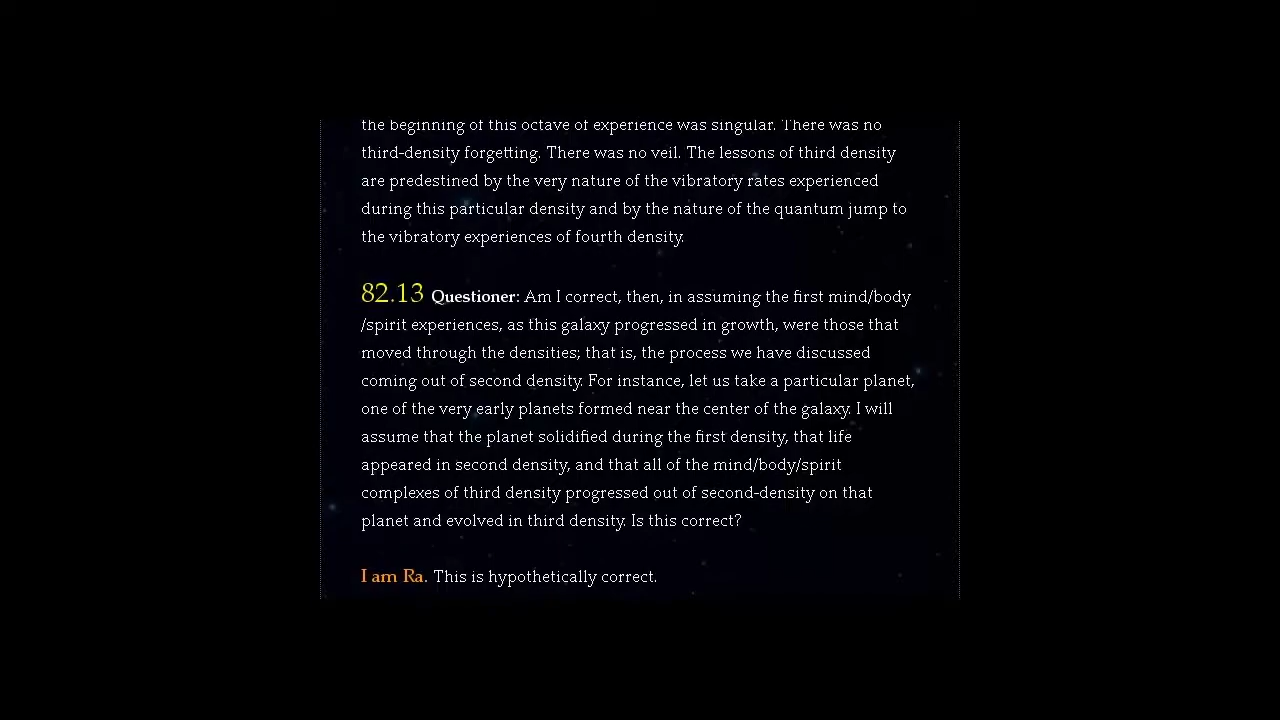 the beginning of this octave of experience was singular. There was no
third-density forgetting. There was no veil. The lessons of third density
are predestined by the very nature of the vibratory rates experienced
during this particular density and by the nature of the quantum jump to
the vibratory experiences of fourth density.
82.13 Questioner: Am I correct, then, in assuming the first mind/body
/spirit experiences, as this galaxy progressed in growth, were those that
moved through the densities; that is, the process we have discussed
coming out of second density. For instance, let us take a particular planet,
one of the very early planets formed near the center of the galaxy. I will
assume that the planet solidified during the first density, that life
appeared in second density, and that all of the mind/body/spirit
complexes of third density progressed out of second-density on that
planet and evolved in third density. Is this correct?
I am Ra. This is hypothetically correct.